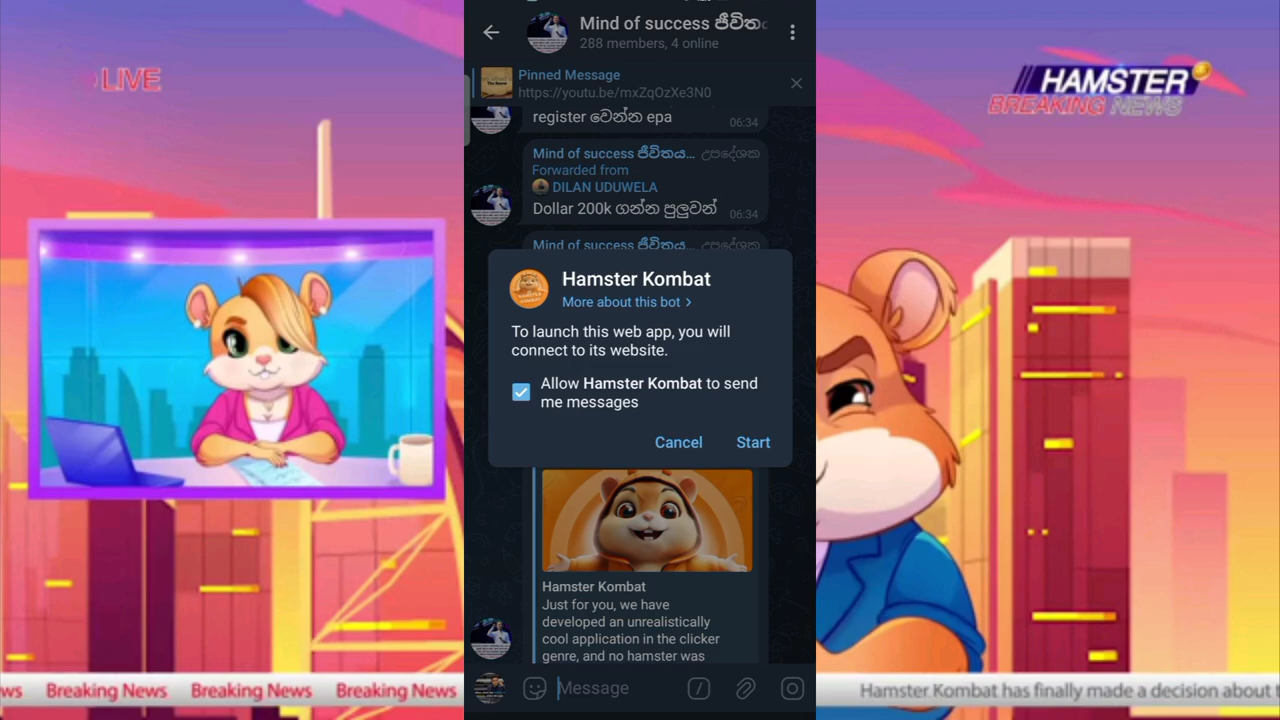 LIVE
HAMSTER
BREAKING NEWS
Mind of success
288 members, 4 online
Pinned Message
https://youtu.be/mxZqOzXe3N0
register වෙන්න epa
06:34
Mind of success ජීවිතය... උපදේශක
Forwarded from
DILAN UDUWELA
Dollar 200k ගන්න පුලුවන්
06:34
Mind of success ජීවිතය... උපදේශක
Hamster Kombat
More about this bot >
To launch this web app, you will
connect to its website.
Allow Hamster Kombat to send
me messages
Cancel Start
Hamster Kombat
Just for you, we have
developed an unrealistically
cool application in the clicker
genre, and no hamster was
Message
Breaking News Breaking News Breaking News
Hamster Kombat has finally made a decision about